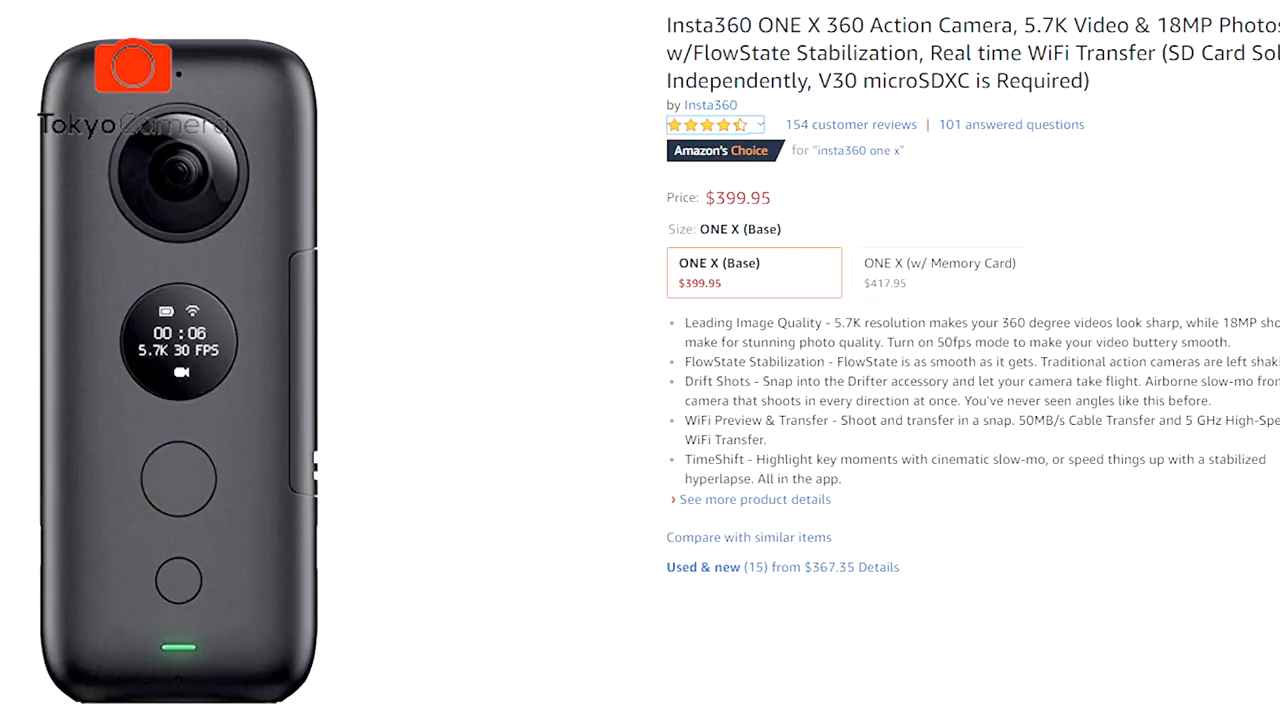 TokyoCamera
00 : 06
5.7K 30 FPS
Insta360 ONE X 360 Action Camera, 5.7K Video & 18MP Photos
w/FlowState Stabilization, Real time WiFi Transfer (SD Card Sol
Independently, V30 microSDXC is Required)
by Insta360
154 customer reviews | 101 answered questions
Amazon's Choice for "insta360 one x"
Price: $399.95
Size: ONE X (Base)
ONE X (Base) ONE X (w/ Memory Card)
$399.95 $417.95
• Leading Image Quality - 5.7K resolution makes your 360 degree videos look sharp, while 18MP sho
make for stunning photo quality. Turn on 50fps mode to make your video buttery smooth.
• FlowState Stabilization - FlowState is as smooth as it gets. Traditional action cameras are left shaki
• Drift Shots - Snap into the Drifter accessory and let your camera take flight. Airborne slow-mo from
camera that shoots in every direction at once. You've never seen angles like this before.
• WiFi Preview & Transfer - Shoot and transfer in a snap. 50MB/s Cable Transfer and 5 GHz High-Spe
WiFi Transfer.
• TimeShift - Highlight key moments with cinematic slow-mo, or speed things up with a stabilized
hyperlapse. All in the app.
› See more product details
Compare with similar items
Used & new (15) from $367.35 Details